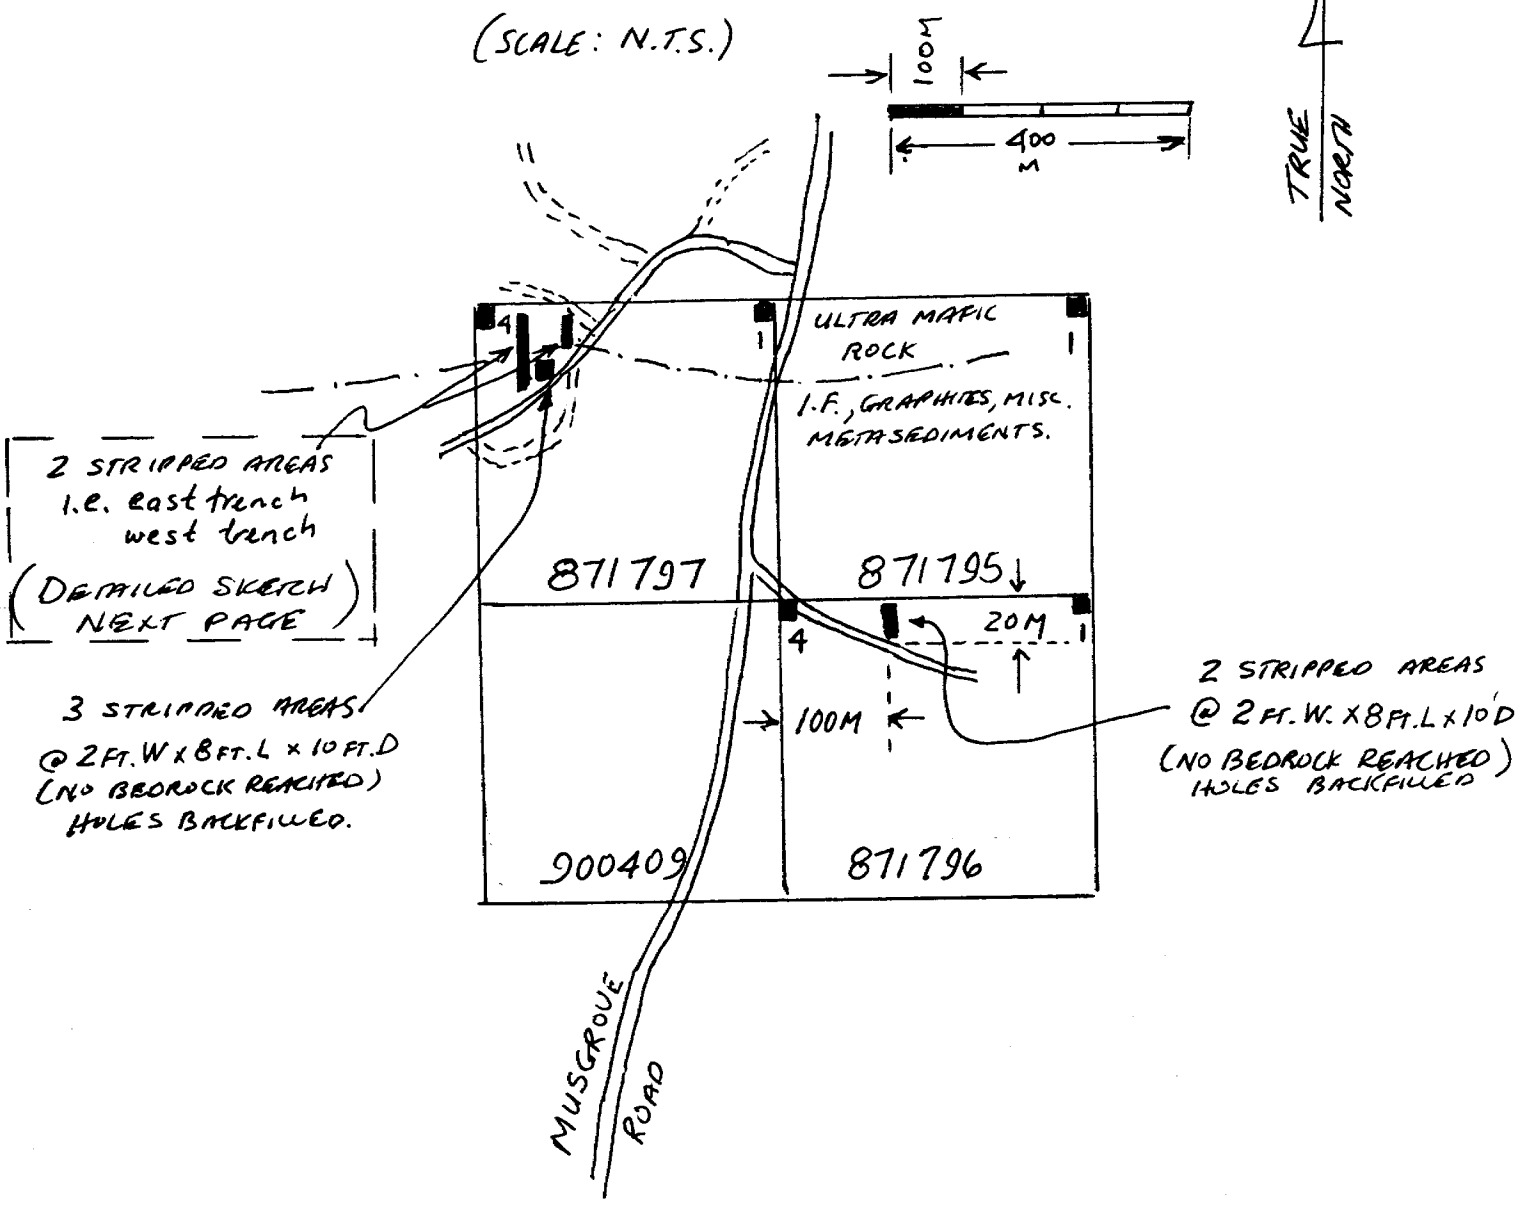 (SCALE: N.T.S.)
100M
400
M
TRUE
NORTH
4
1
ULTRA MAFIC
ROCK
1
I.F., GRAPHITES, MISC.
METASEDIMENTS.
2 STRIPPED AREAS
I.e. east trench
west trench
(DETAILED SKETCH
NEXT PAGE)
871797
871795
4
20M
1
3 STRIPPED AREAS
@ 2FT.W X 8FT.L X 10FT.D
(NO BEDROCK REACHED)
HOLES BACKFILLED.
100M
2 STRIPPED AREAS
@ 2FT.W. X 8FT.L X 10'D
(NO BEDROCK REACHED)
HOLES BACKFILLED
900409
871796
MUSGROVE
ROAD